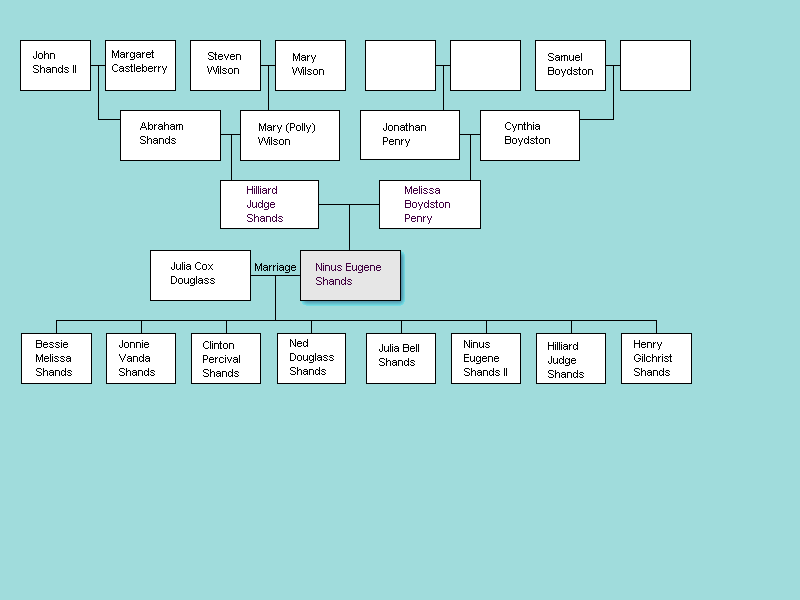 John
Shands II
Margaret
Castleberry
Steven
Wilson
Mary
Wilson
Samuel
Boydston
Abraham
Shands
Mary (Polly)
Wilson
Jonathan
Penry
Cynthia
Boydston
Hilliard
Judge
Shands
Melissa
Boydston
Penry
Julia Cox
Douglass
Marriage
Ninus Eugene
Shands
Bessie
Melissa
Shands
Jonnie
Vanda
Shands
Clinton
Percival
Shands
Ned
Douglass
Shands
Julia Bell
Shands
Ninus
Eugene
Shands II
Hilliard
Judge
Shands
Henry
Gilchrist
Shands